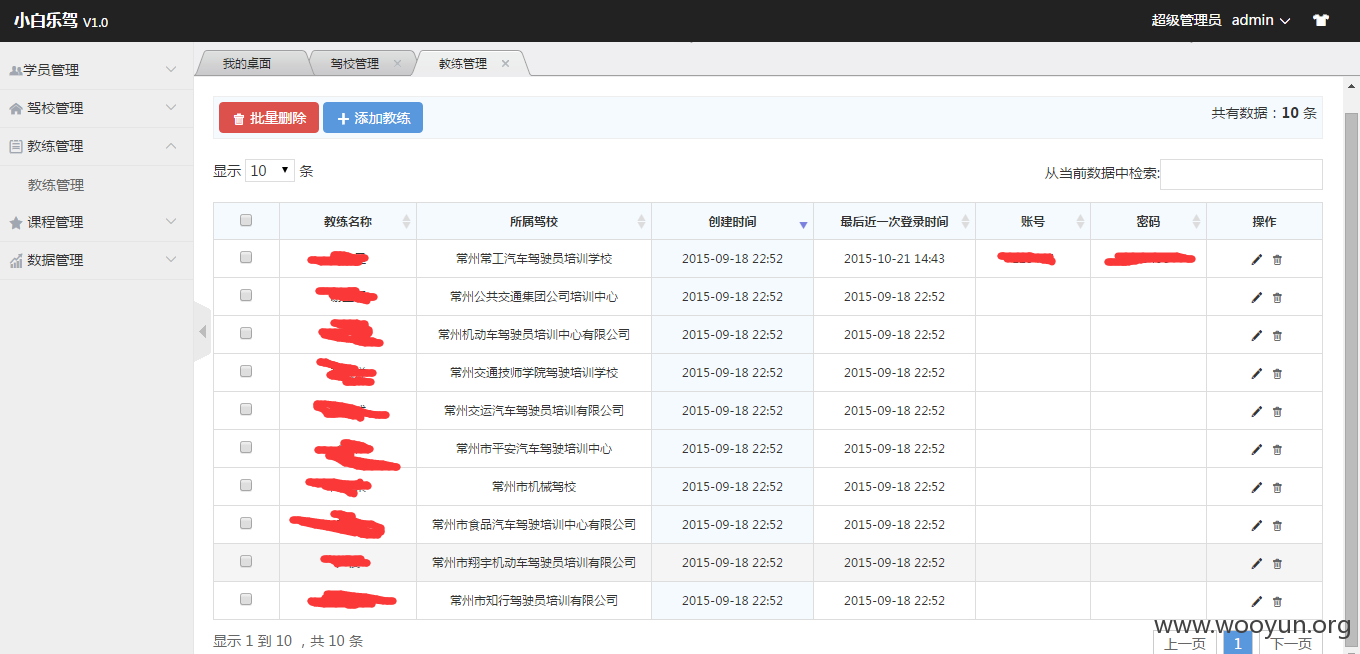 小白乐驾 V1.0
超级管理员 admin
学员管理
驾校管理
教练管理
教练管理
课程管理
数据管理
我的桌面 驾校管理 教练管理
批量删除 添加教练
共有数据：10 条
显示 10 条
从当前数据中检索:
教练名称 所属驾校 创建时间 最后近一次登录时间 账号 密码 操作
常州常工汽车驾驶员培训学校 2015-09-18 22:52 2015-10-21 14:43
常州公共交通集团公司培训中心 2015-09-18 22:52 2015-09-18 22:52
常州机动车驾驶员培训中心有限公司 2015-09-18 22:52 2015-09-18 22:52
常州交通技师学院驾驶培训学校 2015-09-18 22:52 2015-09-18 22:52
常州交运汽车驾驶员培训有限公司 2015-09-18 22:52 2015-09-18 22:52
常州市平安汽车驾驶培训中心 2015-09-18 22:52 2015-09-18 22:52
常州市机械驾校 2015-09-18 22:52 2015-09-18 22:52
常州市食品汽车驾驶培训中心有限公司 2015-09-18 22:52 2015-09-18 22:52
常州市翔宇机动车驾驶员培训有限公司 2015-09-18 22:52 2015-09-18 22:52
常州市知行驾驶员培训有限公司 2015-09-18 22:52 2015-09-18 22:52
显示 1 到 10 ，共 10 条
上一页 1 下一页
www.wooyun.org